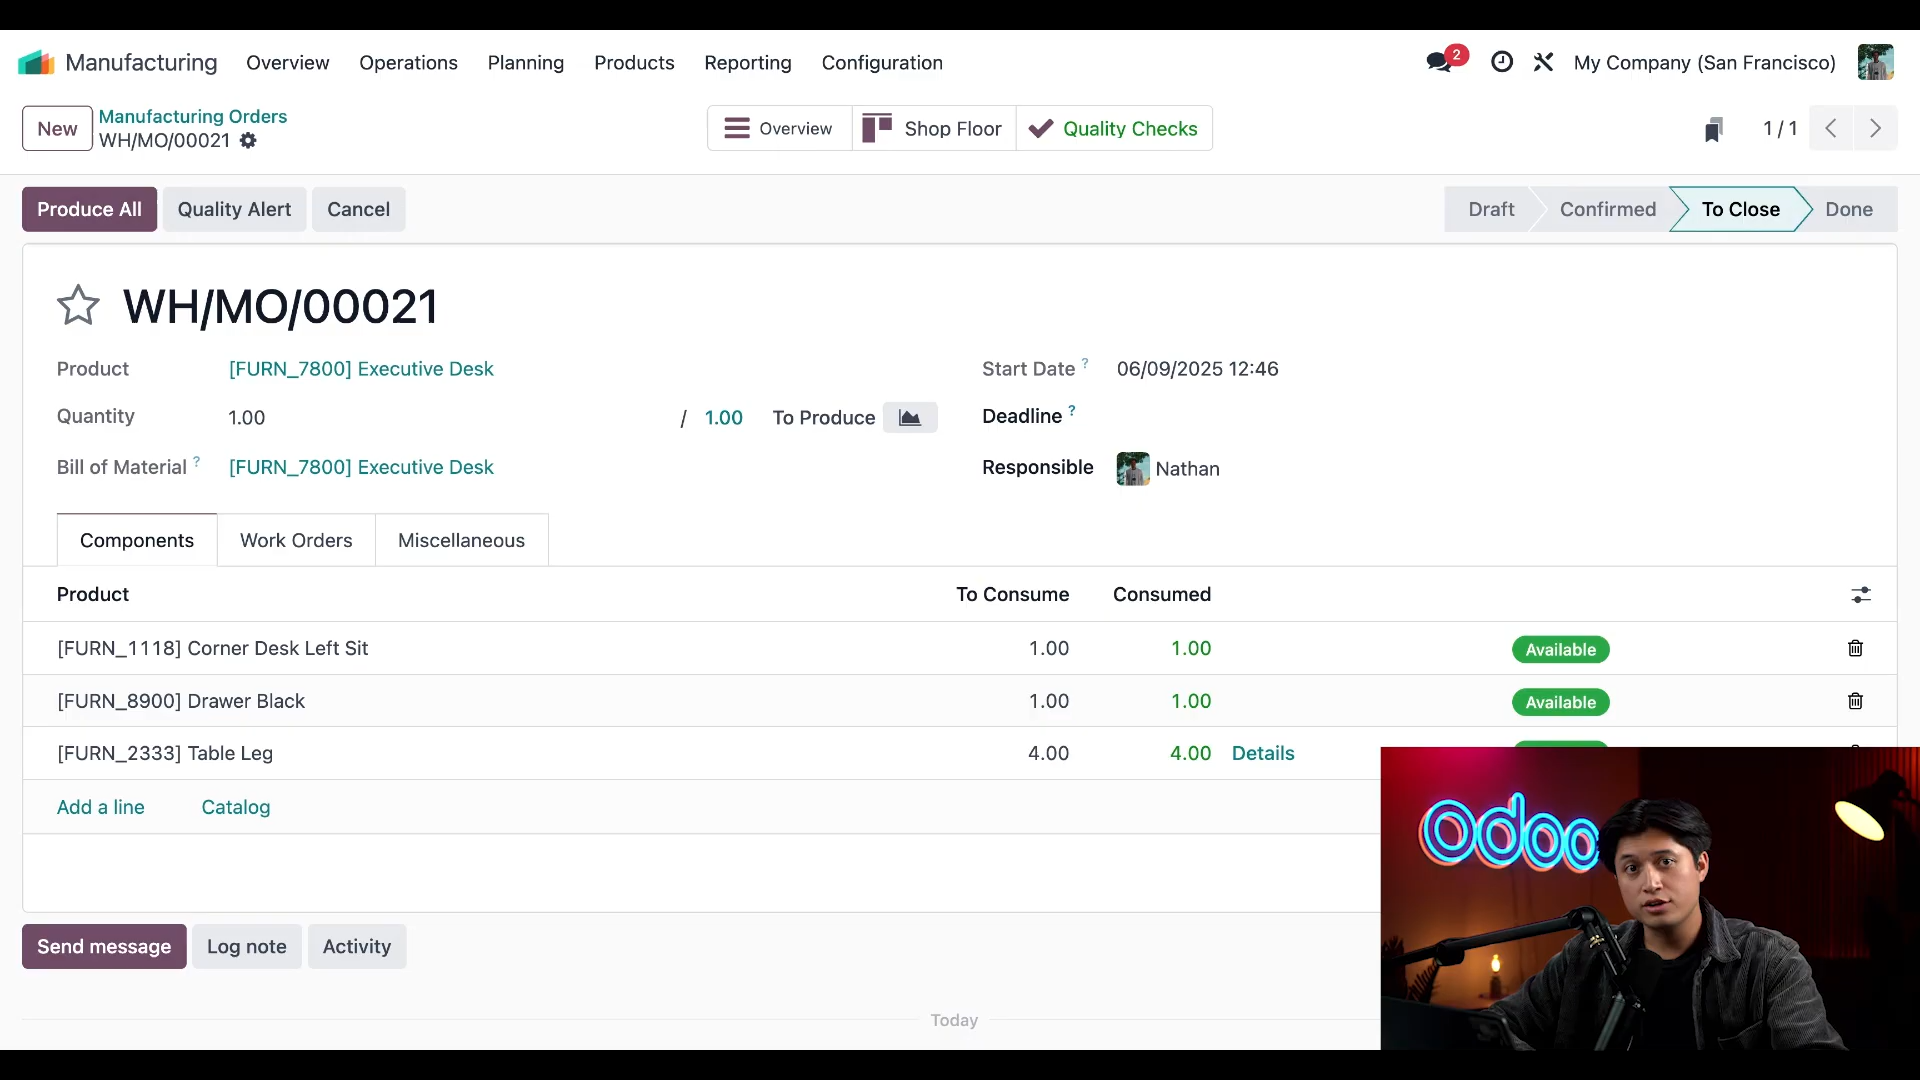 Manufacturing Overview Operations Planning Products Reporting Configuration 2 My Company (San Francisco)
New Manufacturing Orders Overview Shop Floor Quality Checks 1 / 1
WH/MO/00021
Produce All Quality Alert Cancel Draft Confirmed To Close Done
WH/MO/00021
Product [FURN_7800] Executive Desk Start Date ? 06/09/2025 12:46
Quantity 1.00 / 1.00 To Produce Deadline ?
Bill of Material ? [FURN_7800] Executive Desk Responsible Nathan
Components Work Orders Miscellaneous
Product To Consume Consumed
[FURN_1118] Corner Desk Left Sit 1.00 1.00 Available
[FURN_8900] Drawer Black 1.00 1.00 Available
[FURN_2333] Table Leg 4.00 4.00 Details
Add a line Catalog
odoo
Send message Log note Activity
Today